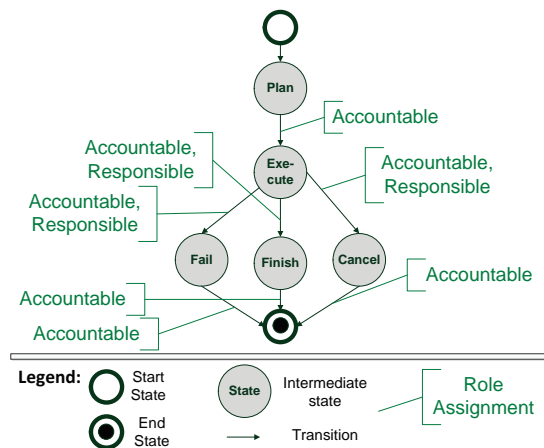 Plan
Accountable
Accountable,
Responsible
Exe-
cute
Accountable,
Responsible
Accountable,
Responsible
Fail
Finish
Cancel
Accountable
Accountable
Accountable
Legend:
Start
State
State
Intermediate
state
Role
Assignment
End
State
Transition